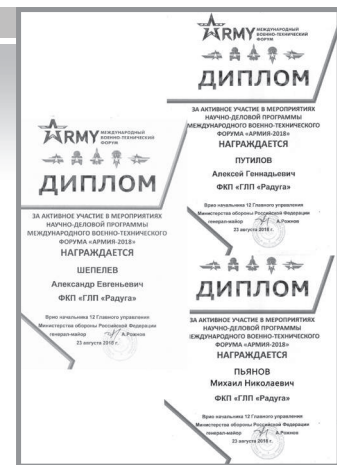 ARMY МЕЖДУНАРОДНЫЙ
ВОЕННО-ТЕХНИЧЕСКИЙ
ФОРУМ
ДИПЛОМ
ЗА АКТИВНОЕ УЧАСТИЕ В МЕРОПРИЯТИЯХ
НАУЧНО-ДЕЛОВОЙ ПРОГРАММЫ
МЕЖДУНАРОДНОГО ВОЕННО-ТЕХНИЧЕСКОГО
ФОРУМА «АРМИЯ-2018»
НАГРАЖДАЕТСЯ
ШЕПЕЛЕВ
Александр Евгеньевич
ФКП «ГЛП «Радуга»
Врио начальника 12 Главного управления
Министерства обороны Российской Федерации
генерал-майор А.Рожнов
23 августа 2018 г.
ARMY МЕЖДУНАРОДНЫЙ
ВОЕННО-ТЕХНИЧЕСКИЙ
ФОРУМ
ДИПЛОМ
ЗА АКТИВНОЕ УЧАСТИЕ В МЕРОПРИЯТИЯХ
НАУЧНО-ДЕЛОВОЙ ПРОГРАММЫ
МЕЖДУНАРОДНОГО ВОЕННО-ТЕХНИЧЕСКОГО
ФОРУМА «АРМИЯ-2018»
НАГРАЖДАЕТСЯ
ПУТИЛОВ
Алексей Геннадьевич
ФКП «ГЛП «Радуга»
Врио начальника 12 Главного управления
Министерства обороны Российской Федерации
генерал-майор А.Рожнов
23 августа 2018 г.
ДИПЛОМ
ЗА АКТИВНОЕ УЧАСТИЕ В МЕРОПРИЯТИЯХ
НАУЧНО-ДЕЛОВОЙ ПРОГРАММЫ
МЕЖДУНАРОДНОГО ВОЕННО-ТЕХНИЧЕСКОГО
ФОРУМА «АРМИЯ-2018»
НАГРАЖДАЕТСЯ
ПЬЯНОВ
Михаил Николаевич
ФКП «ГЛП «Радуга»
Врио начальника 12 Главного управления
Министерства обороны Российской Федерации
генерал-майор А.Рожнов
23 августа 2018 г.